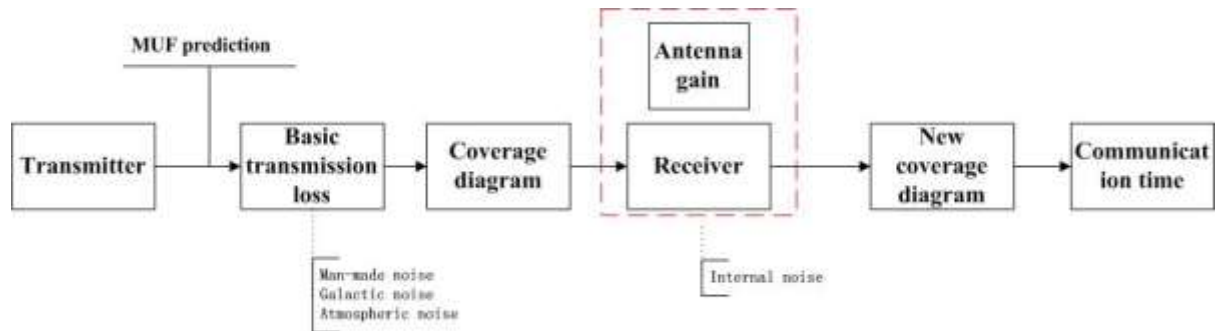 MUF prediction
Antenna
gain
Transmitter
Basic
transmission
loss
Coverage
diagram
Receiver
New
coverage
diagram
Communicat
ion time
Man-made noise
Galactic noise
Atmospheric noise
Internal noise